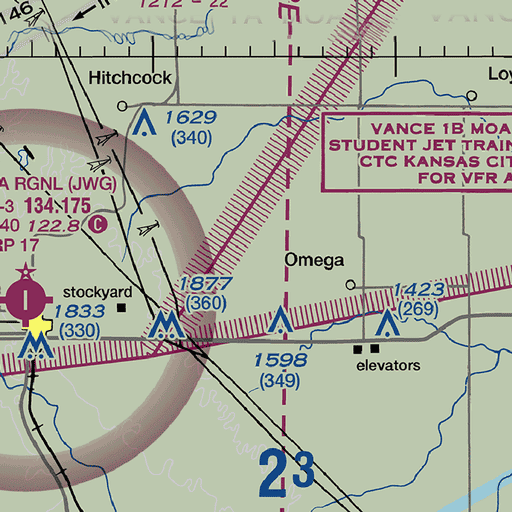 146
1212 - 22
VANCE 1B MOA
E
Hitchcock
Loy
1629
(340)
VANCE 1B MOA
STUDENT JET TRAIN
CTC KANSAS CIT
FOR VFR A
A RGNL (JWG)
-3 134.175
40 122.8 C
RP 17
Omega
stockyard
1877
(360)
1423
(269)
1833
(330)
1598
(349)
elevators
23